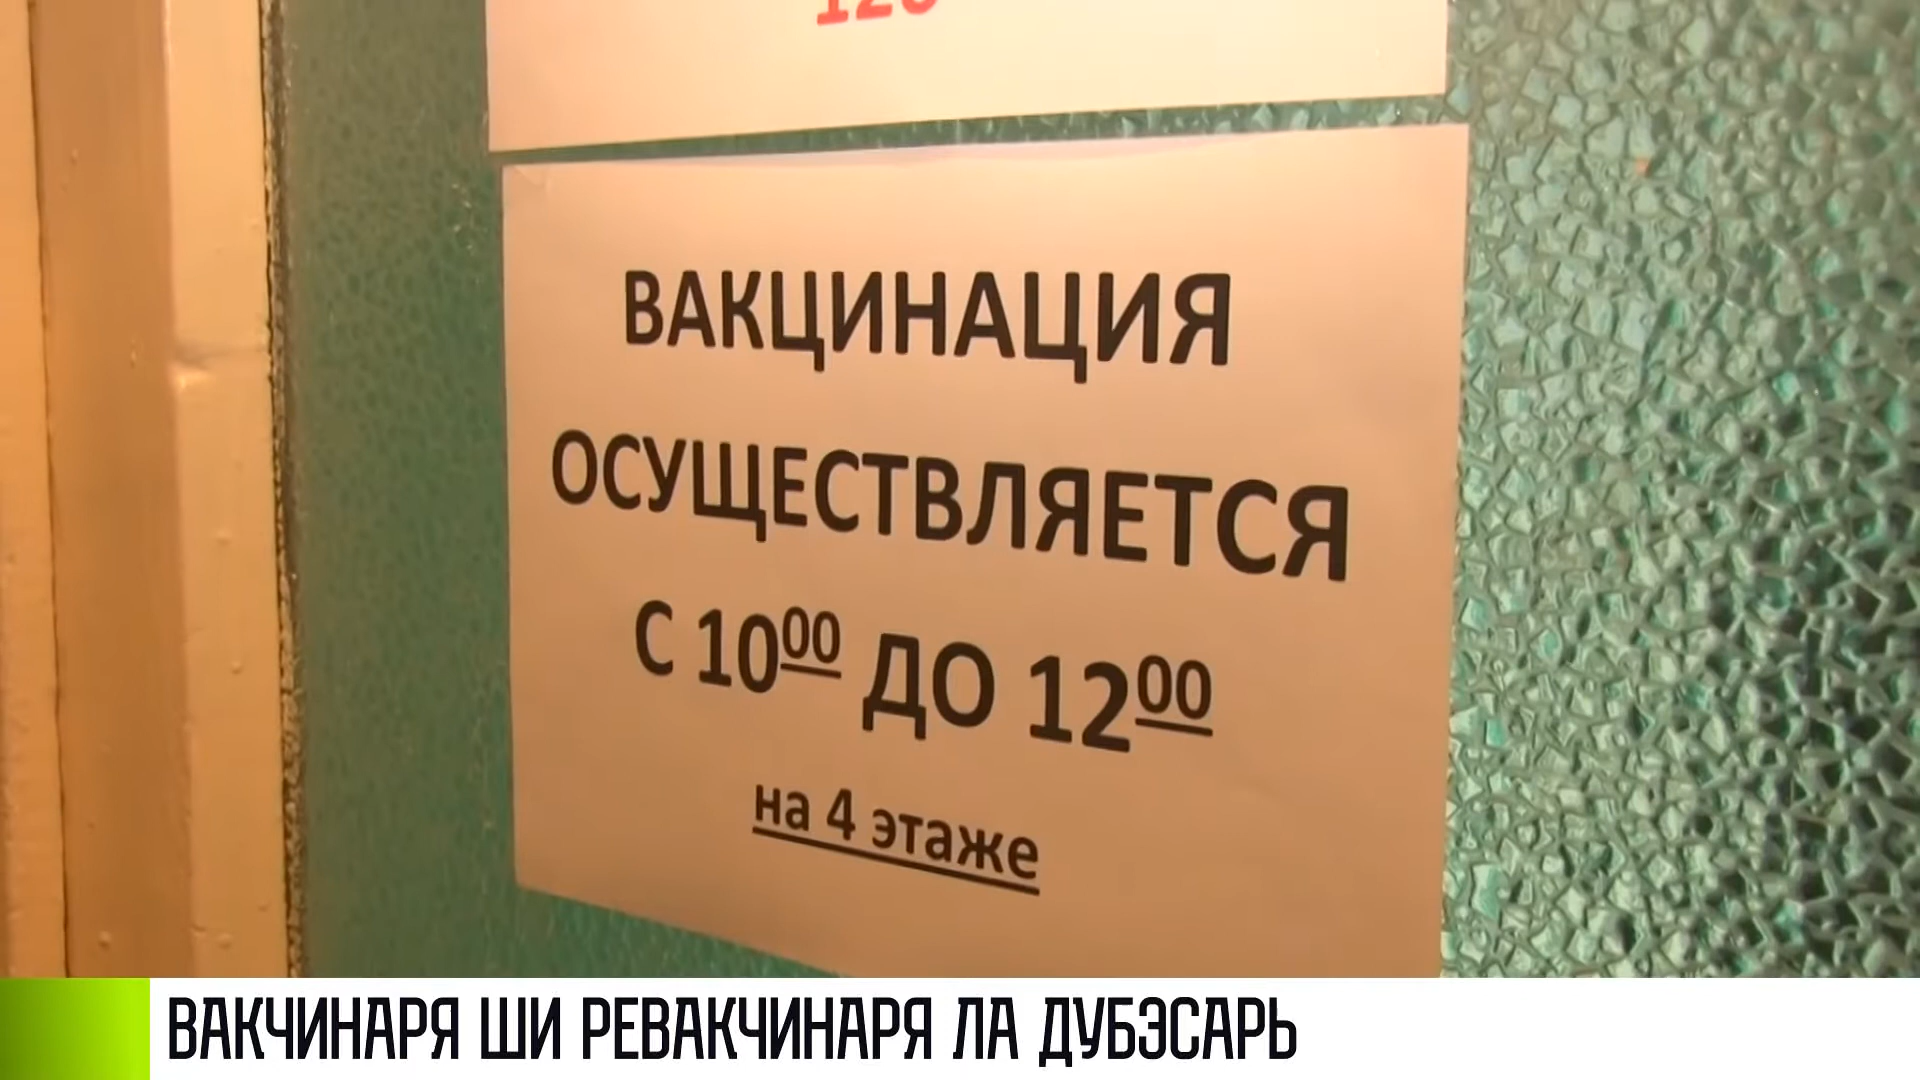 ВАКЦИНАЦИЯ
ОСУЩЕСТВЛЯЕТСЯ
С 10⁰⁰ ДО 12⁰⁰
на 4 этаже
ВАКЧИНАРЯ ШИ РЕВАКЧИНАРЯ ЛА ДУБЭСАРЬ